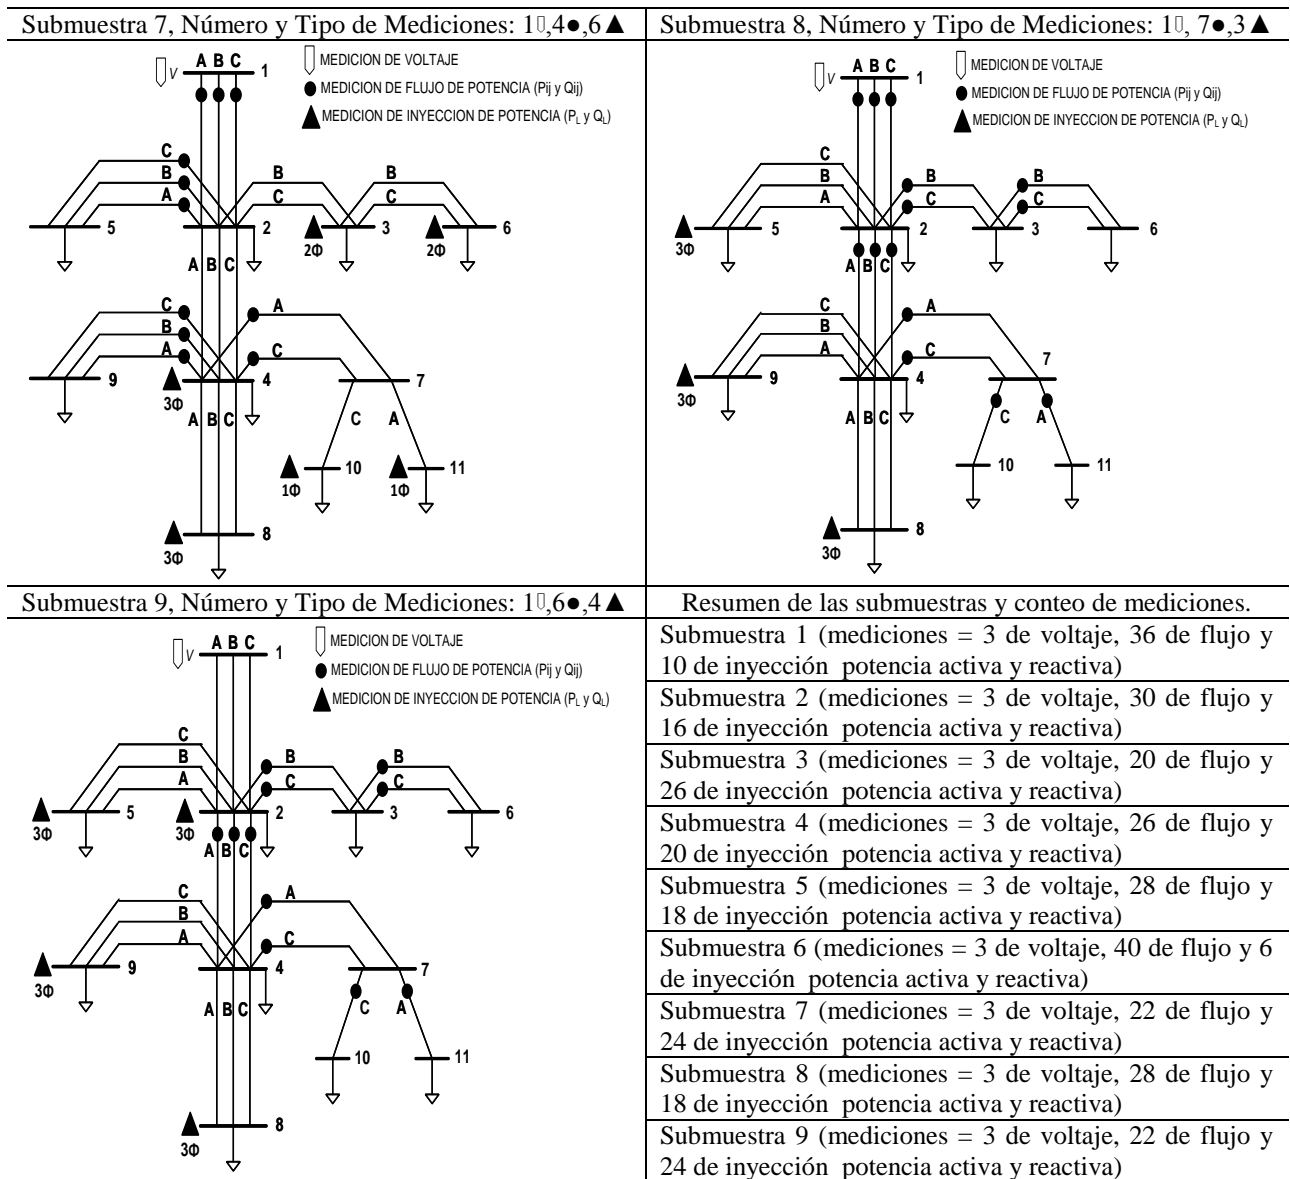 Submuestra 7, Número y Tipo de Mediciones: 1▯,4●,6▲
V
A B C
1
MEDICION DE VOLTAJE
MEDICION DE FLUJO DE POTENCIA (Pij y Qij)
MEDICION DE INYECCION DE POTENCIA (PL y QL)
C
B
B
B
A
C
C
5
2
3
6
2Φ
2Φ
A B C
C
A
B
A
C
9
4
7
3Φ
A B C
C
A
10
11
1Φ
1Φ
8
3Φ
Submuestra 8, Número y Tipo de Mediciones: 1▯, 7●,3▲
V
A B C
1
MEDICION DE VOLTAJE
MEDICION DE FLUJO DE POTENCIA (Pij y Qij)
MEDICION DE INYECCION DE POTENCIA (PL y QL)
C
B
B
B
A
C
C
5
2
3
6
3Φ
A B C
C
A
B
A
C
7
9
4
3Φ
A B C
C
A
10
11
8
3Φ
Submuestra 9, Número y Tipo de Mediciones: 1▯,6●,4▲
V
A B C
1
MEDICION DE VOLTAJE
MEDICION DE FLUJO DE POTENCIA (Pij y Qij)
MEDICION DE INYECCION DE POTENCIA (PL y QL)
C
B
B
B
A
C
C
5
2
3
6
3Φ
3Φ
A B C
C
A
B
A
C
9
4
7
3Φ
A B C
C
A
10
11
8
3Φ
Resumen de las submuestras y conteo de mediciones.
Submuestra 1 (mediciones = 3 de voltaje, 36 de flujo y
10 de inyección potencia activa y reactiva)
Submuestra 2 (mediciones = 3 de voltaje, 30 de flujo y
16 de inyección potencia activa y reactiva)
Submuestra 3 (mediciones = 3 de voltaje, 20 de flujo y
26 de inyección potencia activa y reactiva)
Submuestra 4 (mediciones = 3 de voltaje, 26 de flujo y
20 de inyección potencia activa y reactiva)
Submuestra 5 (mediciones = 3 de voltaje, 28 de flujo y
18 de inyección potencia activa y reactiva)
Submuestra 6 (mediciones = 3 de voltaje, 40 de flujo y 6
de inyección potencia activa y reactiva)
Submuestra 7 (mediciones = 3 de voltaje, 22 de flujo y
24 de inyección potencia activa y reactiva)
Submuestra 8 (mediciones = 3 de voltaje, 28 de flujo y
18 de inyección potencia activa y reactiva)
Submuestra 9 (mediciones = 3 de voltaje, 22 de flujo y
24 de inyección potencia activa y reactiva)